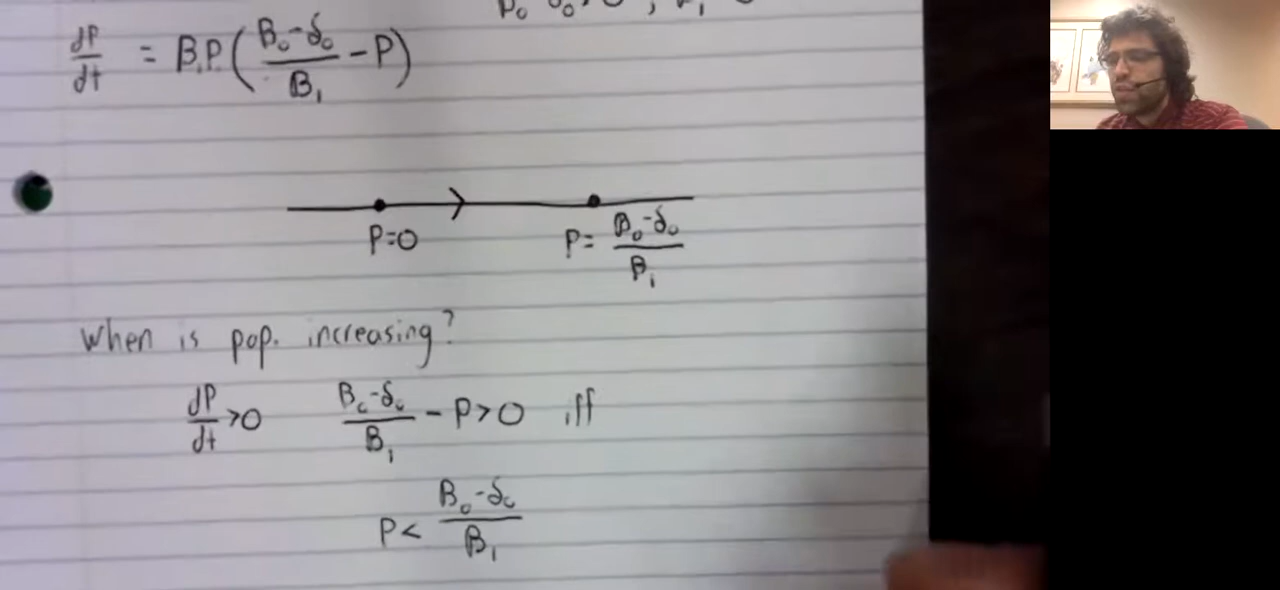 dP/dt = β₁P((β₀-δ₀)/β₁ - P)
P=0 P= (β₀-δ₀)/β₁
When is pop. increasing?
dP/dt >0 (β₀-δ₀)/β₁ - P > 0 iff
P < (β₀-δ₀)/β₁